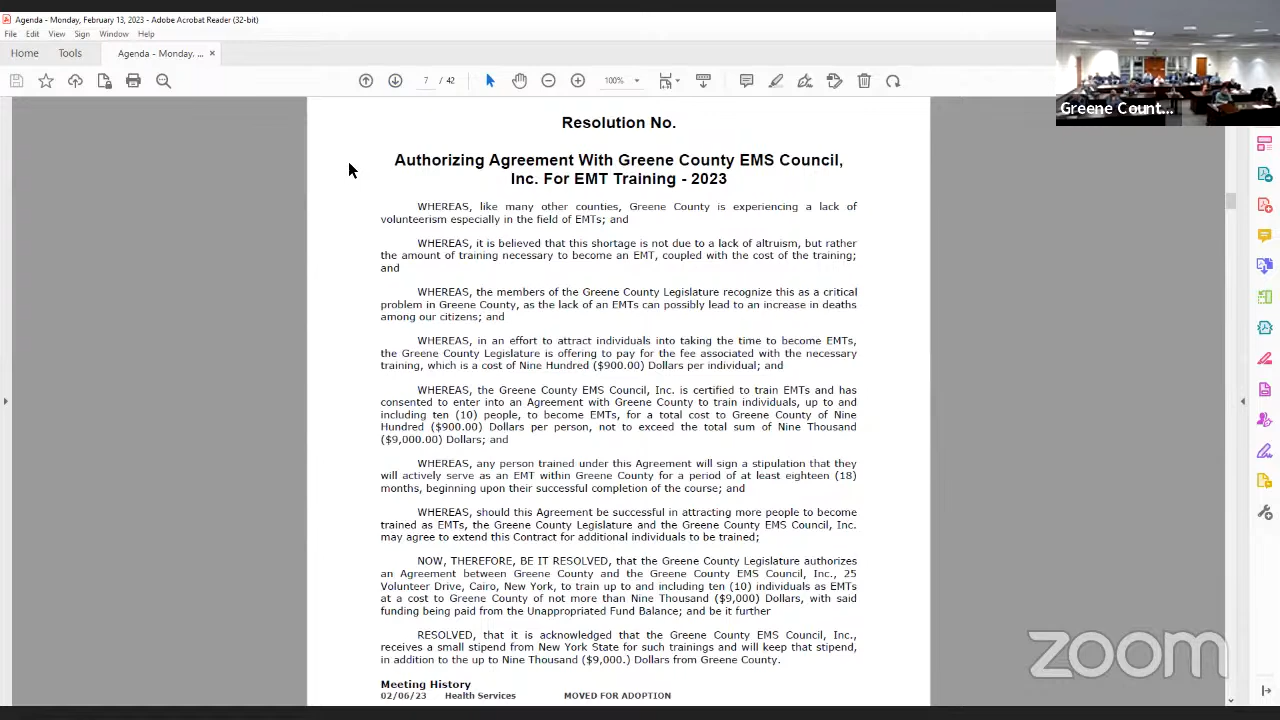 Agenda - Monday, February 13, 2023 - Adobe Acrobat Reader (32-bit)
File Edit View Sign Window Help
Home Tools Agenda - Monday, ... ×
7 / 42 100%
Greene Count...
Resolution No.
Authorizing Agreement With Greene County EMS Council,
Inc. For EMT Training - 2023
WHEREAS, like many other counties, Greene County is experiencing a lack of
volunteerism especially in the field of EMTs; and
WHEREAS, it is believed that this shortage is not due to a lack of altruism, but rather
the amount of training necessary to become an EMT, coupled with the cost of the training;
and
WHEREAS, the members of the Greene County Legislature recognize this as a critical
problem in Greene County, as the lack of an EMTs can possibly lead to an increase in deaths
among our citizens; and
WHEREAS, in an effort to attract individuals into taking the time to become EMTs,
the Greene County Legislature is offering to pay for the fee associated with the necessary
training, which is a cost of Nine Hundred ($900.00) Dollars per individual; and
WHEREAS, the Greene County EMS Council, Inc. is certified to train EMTs and has
consented to enter into an Agreement with Greene County to train individuals, up to and
including ten (10) people, to become EMTs, for a total cost to Greene County of Nine
Hundred ($900.00) Dollars per person, not to exceed the total sum of Nine Thousand
($9,000.00) Dollars; and
WHEREAS, any person trained under this Agreement will sign a stipulation that they
will actively serve as an EMT within Greene County for a period of at least eighteen (18)
months, beginning upon their successful completion of the course; and
WHEREAS, should this Agreement be successful in attracting more people to become
trained as EMTs, the Greene County Legislature and the Greene County EMS Council, Inc.
may agree to extend this Contract for additional individuals to be trained;
NOW, THEREFORE, BE IT RESOLVED, that the Greene County Legislature authorizes
an Agreement between Greene County and the Greene County EMS Council, Inc., 25
Volunteer Drive, Cairo, New York, to train up to and including ten (10) individuals as EMTs
at a cost to Greene County of not more than Nine Thousand ($9,000) Dollars, with said
funding being paid from the Unappropriated Fund Balance; and be it further
RESOLVED, that it is acknowledged that the Greene County EMS Council, Inc.,
receives a small stipend from New York State for such trainings and will keep that stipend,
in addition to the up to Nine Thousand ($9,000.) Dollars from Greene County.
Meeting History
02/06/23 Health Services MOVED FOR ADOPTION
zoom